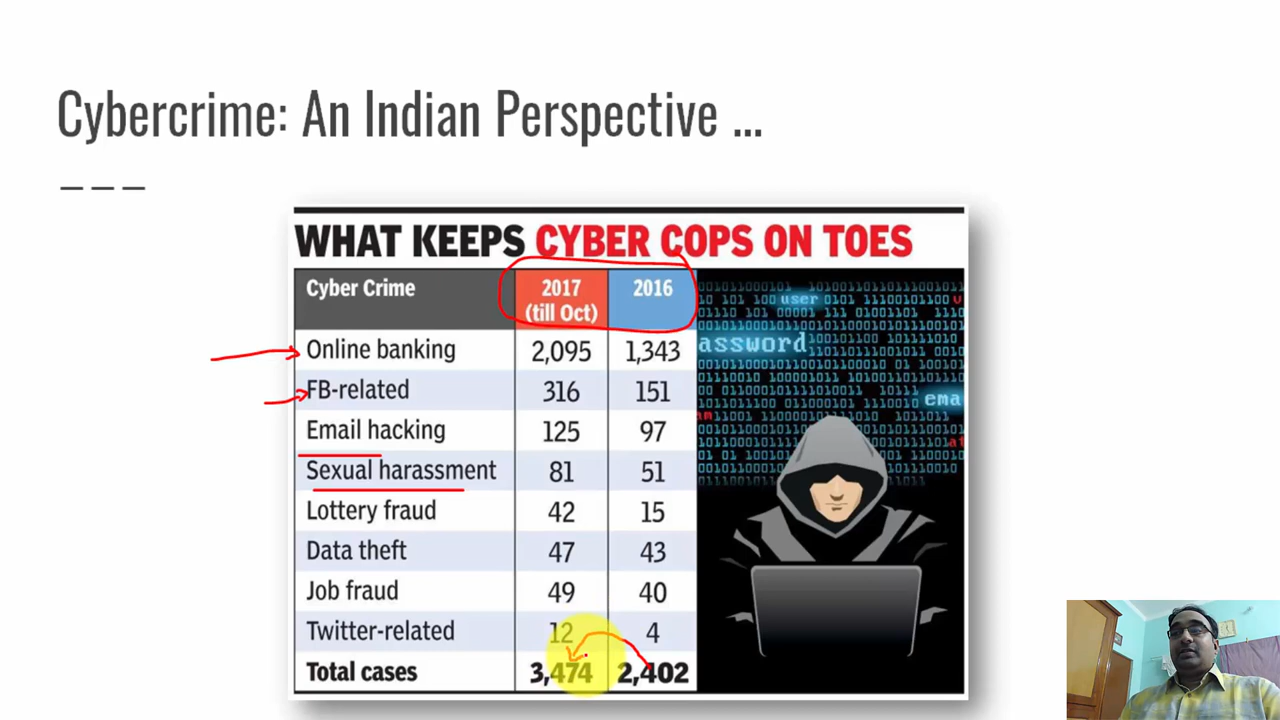 Cybercrime: An Indian Perspective ...
WHAT KEEPS CYBER COPS ON TOES
Cyber Crime 2017 (till Oct) 2016
Online banking 2,095 1,343
FB-related 316 151
Email hacking 125 97
Sexual harassment 81 51
Lottery fraud 42 15
Data theft 47 43
Job fraud 49 40
Twitter-related 12 4
Total cases 3,474 2,402
user
assword
ema